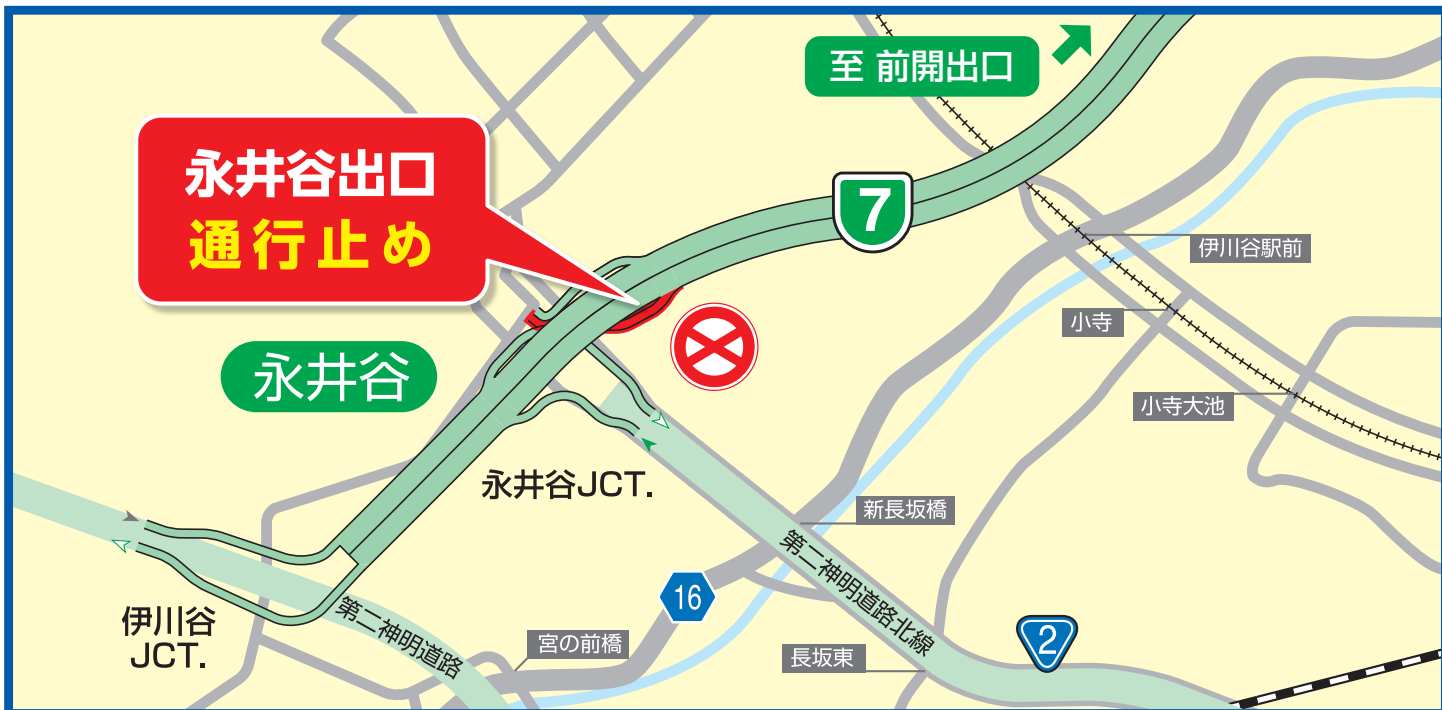 至 前開出口
永井谷出口
通行止め
7
伊川谷駅前
小寺
永井谷
小寺大池
永井谷JCT.
新長坂橋
第二神明道路北線
16
伊川谷
JCT.
第二神明道路
宮の前橋
長坂東
2